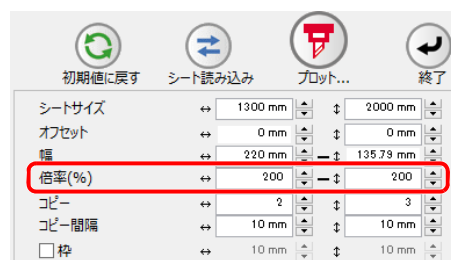 初期値に戻す シート読み込み プロット... 終了
シートサイズ ↔ 1300 mm ↕ 2000 mm
オフセット ↔ 0 mm ↕ 0 mm
幅 ↔ 220 mm ↕ 135.79 mm
倍率(%) ↔ 200 ↕ 200
コピー ↔ 2 ↕ 3
コピー間隔 ↔ 10 mm ↕ 10 mm
枠 ↔ 10 mm ↕ 10 mm